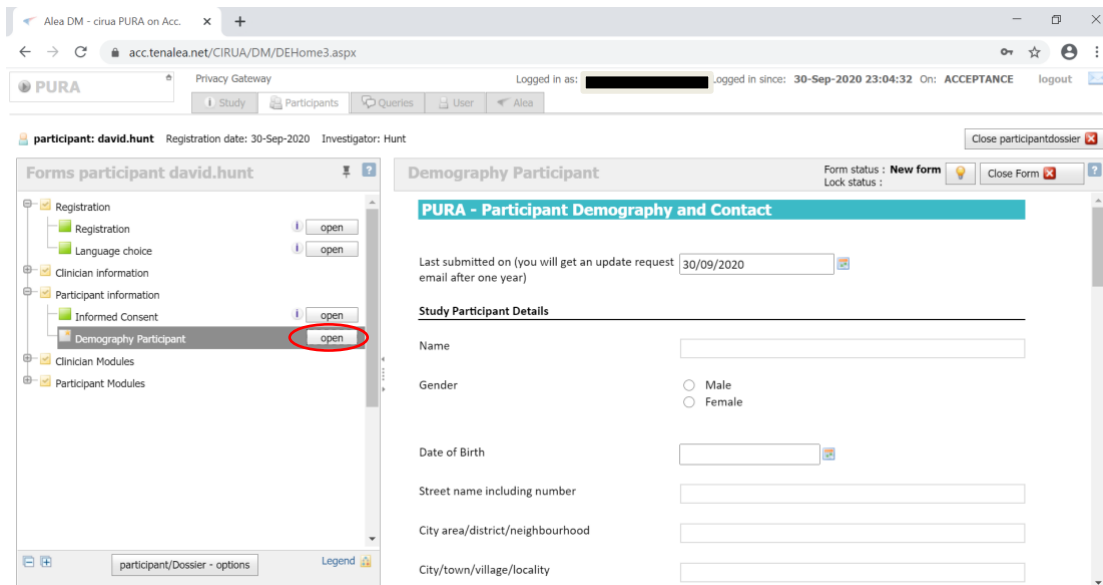 Alea DM - cirua PURA on Acc.
acc.tenalea.net/CIRUA/DM/DEHome3.aspx
PURA
Privacy Gateway
Logged in as: .ogged in since: 30-Sep-2020 23:04:32 On: ACCEPTANCE logout
Study Participants Queries User Alea
participant: david.hunt Registration date: 30-Sep-2020 Investigator: Hunt
Close participantdossier
Forms participant david.hunt
Registration
Registration open
Language choice open
Clinician information
Participant information
Informed Consent open
Demography Participant open
Clinician Modules
Participant Modules
participant/Dossier - options
Legend
Demography Participant
Form status : New form
Lock status :
Close Form
PURA - Participant Demography and Contact
Last submitted on (you will get an update request
email after one year)
30/09/2020
Study Participant Details
Name
Gender
Male
Female
Date of Birth
Street name including number
City area/district/neighbourhood
City/town/village/locality